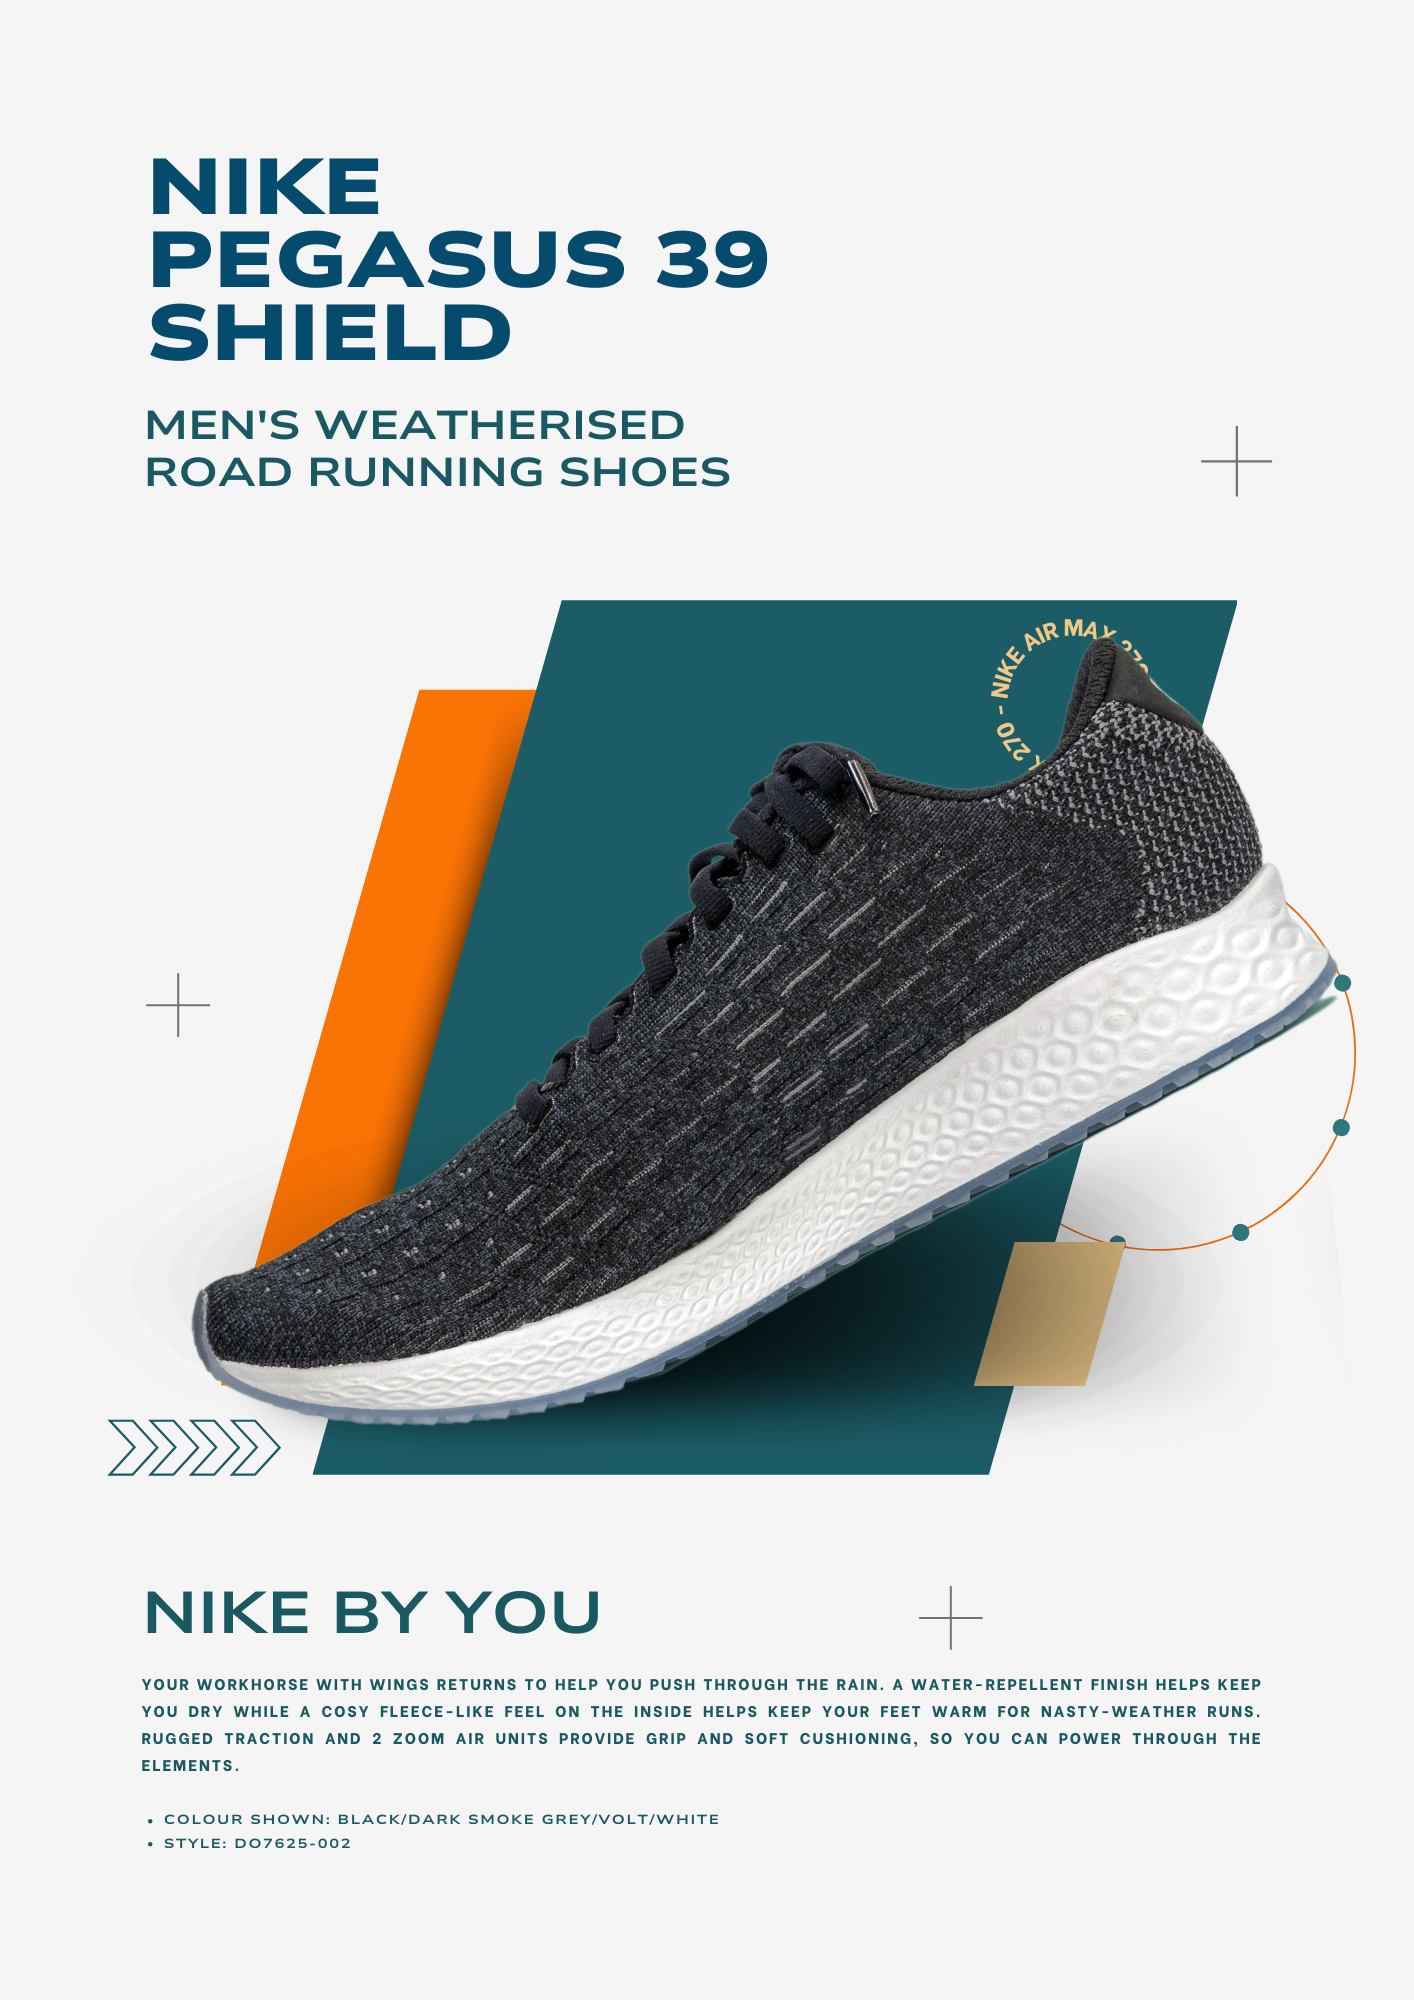 NIKE
PEGASUS 39
SHIELD
MEN'S WEATHERISED
ROAD RUNNING SHOES
270 - NIKE AIR MAX
NIKE BY YOU
YOUR WORKHORSE WITH WINGS RETURNS TO HELP YOU PUSH THROUGH THE RAIN. A WATER-REPELLENT FINISH HELPS KEEP
YOU DRY WHILE A COSY FLEECE-LIKE FEEL ON THE INSIDE HELPS KEEP YOUR FEET WARM FOR NASTY-WEATHER RUNS.
RUGGED TRACTION AND 2 ZOOM AIR UNITS PROVIDE GRIP AND SOFT CUSHIONING, SO YOU CAN POWER THROUGH THE
ELEMENTS.
• COLOUR SHOWN: BLACK/DARK SMOKE GREY/VOLT/WHITE
• STYLE: DO7625-002